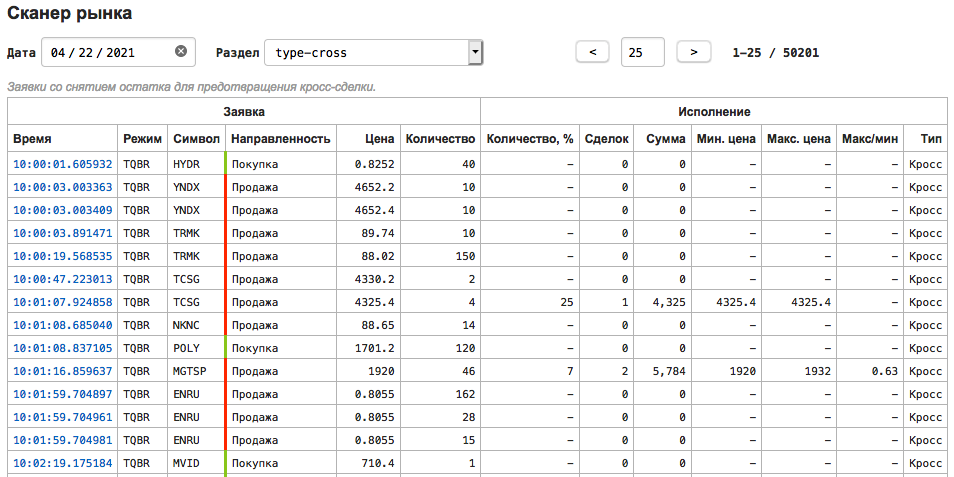 Сканер рынка
Дата 04 / 22 / 2021 Раздел type-cross < 25 > 1–25 / 50201
Заявки со снятием остатка для предотвращения кросс-сделки.
Заявка Исполнение
Время Режим Символ Направленность Цена Количество Количество, % Сделок Сумма Мин. цена Макс. цена Макс/мин Тип
10:00:01.605932 TQBR HYDR Покупка 0.8252 40 – 0 0 – – – Кросс
10:00:03.003363 TQBR YNDX Продажа 4652.2 10 – 0 0 – – – Кросс
10:00:03.003409 TQBR YNDX Продажа 4652.4 10 – 0 0 – – – Кросс
10:00:03.891471 TQBR TRMK Продажа 89.74 10 – 0 0 – – – Кросс
10:00:19.568535 TQBR TRMK Продажа 88.02 150 – 0 0 – – – Кросс
10:00:47.223013 TQBR TCSG Продажа 4330.2 2 – 0 0 – – – Кросс
10:01:07.924858 TQBR TCSG Продажа 4325.4 4 25 1 4,325 4325.4 4325.4 – Кросс
10:01:08.685040 TQBR NKNC Продажа 88.65 14 – 0 0 – – – Кросс
10:01:08.837105 TQBR POLY Покупка 1701.2 120 – 0 0 – – – Кросс
10:01:16.859637 TQBR MGTSP Продажа 1920 46 7 2 5,784 1920 1932 0.63 Кросс
10:01:59.704897 TQBR ENRU Продажа 0.8055 162 – 0 0 – – – Кросс
10:01:59.704961 TQBR ENRU Продажа 0.8055 28 – 0 0 – – – Кросс
10:01:59.704981 TQBR ENRU Продажа 0.8055 15 – 0 0 – – – Кросс
10:02:19.175184 TQBR MVID Покупка 710.4 1 – 0 0 – – – Кросс